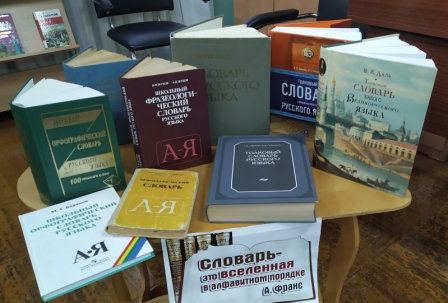 ОРФОГРАФИЧЕСКИЙ
СЛОВАРЬ
РУССКОГО
ЯЗЫКА
ШКОЛЬНЫЙ
ФРАЗЕОЛОГИ-
ЧЕСКИЙ
СЛОВАРЬ
РУССКОГО
ЯЗЫКА
А-Я
СЛОВАРЬ
РУССКОГО
ЯЗЫКА
ТОЛКОВЫЙ
СЛОВАРЬ
РУССКОГО ЯЗЫКА
В. И. Даль
СЛОВАРЬ
ЖИВОГО
ВЕЛИКОРУССКОГО
ЯЗЫКА
ШКОЛЬНЫЙ
ОРФОГРАФИЧЕСКИЙ
СЛОВАРЬ
РУССКОГО
ЯЗЫКА
А-Я
СЛОВАРЬ
А-Я
ТОЛКОВЫЙ
СЛОВАРЬ РУССКОГО
ЯЗЫКА
Словарь-
это вселенная
в алфавитном порядке
(А. Франс